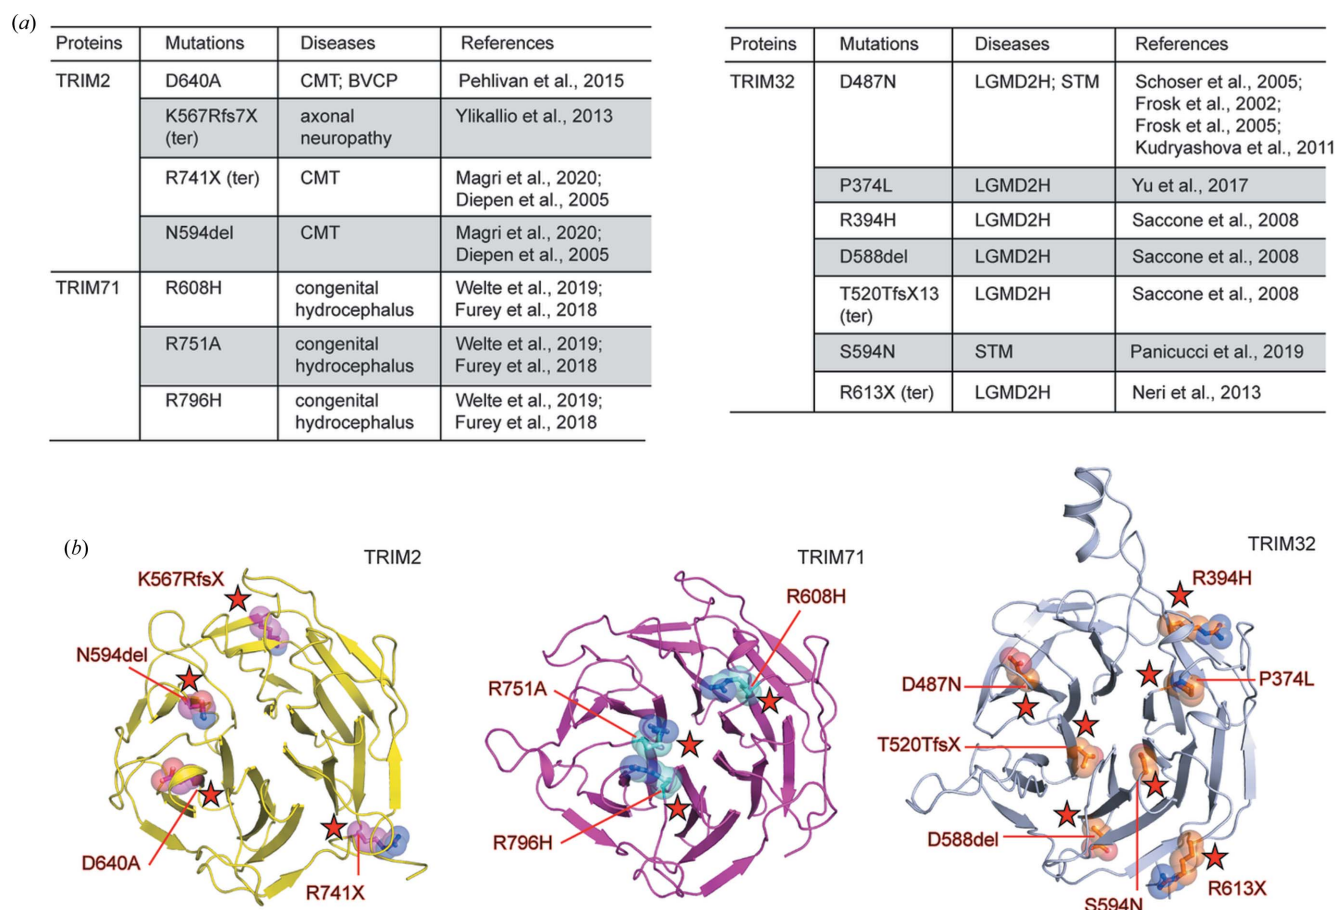 (a)
Proteins Mutations Diseases References
TRIM2 D640A CMT; BVCP Pehlivan et al., 2015
K567Rfs7X axonal Ylikallio et al., 2013
(ter) neuropathy
R741X (ter) CMT Magri et al., 2020;
Diepen et al., 2005
N594del CMT Magri et al., 2020;
Diepen et al., 2005
TRIM71 R608H congenital Welte et al., 2019;
hydrocephalus Furey et al., 2018
R751A congenital Welte et al., 2019;
hydrocephalus Furey et al., 2018
R796H congenital Welte et al., 2019;
hydrocephalus Furey et al., 2018
Proteins Mutations Diseases References
TRIM32 D487N LGMD2H; STM Schoser et al., 2005;
Frosk et al., 2002;
Frosk et al., 2005;
Kudryashova et al., 2011
P374L LGMD2H Yu et al., 2017
R394H LGMD2H Saccone et al., 2008
D588del LGMD2H Saccone et al., 2008
T520TfsX13 LGMD2H Saccone et al., 2008
(ter)
S594N STM Panicucci et al., 2019
R613X (ter) LGMD2H Neri et al., 2013
(b)
TRIM2
K567RfsX
N594del
D640A
R741X
TRIM71
R608H
R751A
R796H
TRIM32
R394H
D487N
P374L
T520TfsX
D588del
R613X
S594N